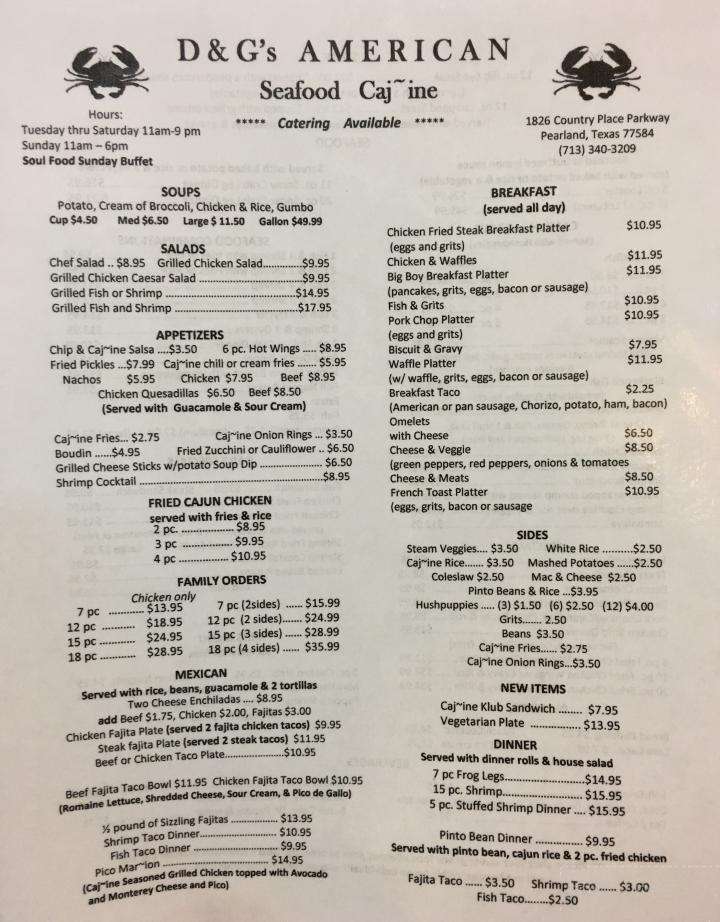 D&G's AMERICAN
Seafood Caj~ine
***** Catering Available *****
Hours:
Tuesday thru Saturday 11am-9 pm
Sunday 11am – 6pm
Soul Food Sunday Buffet
1826 Country Place Parkway
Pearland, Texas 77584
(713) 340-3209
SOUPS
Potato, Cream of Broccoli, Chicken & Rice, Gumbo
Cup $4.50 Med $6.50 Large $ 11.50 Gallon $49.99
SALADS
Chef Salad .. $8.95 Grilled Chicken Salad...............$9.95
Grilled Chicken Caesar Salad ......................................$9.95
Grilled Fish or Shrimp ................................................$14.95
Grilled Fish and Shrimp ..............................................$17.95
APPETIZERS
Chip & Caj~ine Salsa ....$3.50 6 pc. Hot Wings ..... $8.95
Fried Pickles ...$7.99 Caj~ine chili or cream fries ....... $5.95
Nachos $5.95 Chicken $7.95 Beef $8.95
Chicken Quesadillas $6.50 Beef $8.50
(Served with Guacamole & Sour Cream)
Caj~ine Fries... $2.75 Caj~ine Onion Rings ... $3.50
Boudin ......$4.95 Fried Zucchini or Cauliflower .. $6.50
Grilled Cheese Sticks w/potato Soup Dip ........................ $6.50
Shrimp Cocktail ..........................................................$8.95
FRIED CAJUN CHICKEN
served with fries & rice
2 pc. .................... $8.95
3 pc ................... $9.95
4 pc .................. $10.95
FAMILY ORDERS
Chicken only
7 pc ............ $13.95 7 pc (2sides) ...... $15.99
12 pc ........... $18.95 12 pc (2 sides)....... $24.99
15 pc ............ $24.95 15 pc (3 sides) ....... $28.99
18 pc ............. $28.95 18 pc (4 sides) ....... $35.99
MEXICAN
Served with rice, beans, guacamole & 2 tortillas
Two Cheese Enchiladas .... $8.95
add Beef $1.75, Chicken $2.00, Fajitas $3.00
Chicken Fajita Plate (served 2 fajita chicken tacos) $9.95
Steak fajita Plate (served 2 steak tacos) $11.95
Beef or Chicken Taco Plate......................$10.95
Beef Fajita Taco Bowl $11.95 Chicken Fajita Taco Bowl $10.95
(Romaine Lettuce, Shredded Cheese, Sour Cream, & Pico de Gallo)
½ pound of Sizzling Fajitas ................. $13.95
Shrimp Taco Dinner........................... $10.95
Fish Taco Dinner ............................ $9.95
Pico Mar~ion ............................... $14.95
(Caj~ine Seasoned Grilled Chicken topped with Avocado
and Monterey Cheese and Pico)
BREAKFAST
(served all day)
Chicken Fried Steak Breakfast Platter $10.95
(eggs and grits)
Chicken & Waffles $11.95
Big Boy Breakfast Platter $11.95
(pancakes, grits, eggs, bacon or sausage)
Fish & Grits $10.95
Pork Chop Platter $10.95
(eggs and grits)
Biscuit & Gravy $7.95
Waffle Platter $11.95
(w/ waffle, grits, eggs, bacon or sausage)
Breakfast Taco $2.25
(American or pan sausage, Chorizo, potato, ham, bacon)
Omelets
with Cheese $6.50
Cheese & Veggie $8.50
(green peppers, red peppers, onions & tomatoes
Cheese & Meats $8.50
French Toast Platter $10.95
(eggs, grits, bacon or sausage
SIDES
Steam Veggies.... $3.50 White Rice ..........$2.50
Caj~ine Rice....... $3.50 Mashed Potatoes ......$2.50
Coleslaw $2.50 Mac & Cheese $2.50
Pinto Beans & Rice ...$3.95
Hushpuppies ..... (3) $1.50 (6) $2.50 (12) $4.00
Grits....... 2.50
Beans $3.50
Caj~ine Fries...... $2.75
Caj~ine Onion Rings...$3.50
NEW ITEMS
Caj~ine Klub Sandwich ........ $7.95
Vegetarian Plate .................. $13.95
DINNER
Served with dinner rolls & house salad
7 pc Frog Legs...........................$14.95
15 pc. Shrimp...........................$15.95
5 pc. Stuffed Shrimp Dinner .... $15.95
Pinto Bean Dinner ................ $9.95
Served with pinto bean, cajun rice & 2 pc. fried chicken
Fajita Taco ...... $3.50 Shrimp Taco ...... $3.00
Fish Taco........$2.50